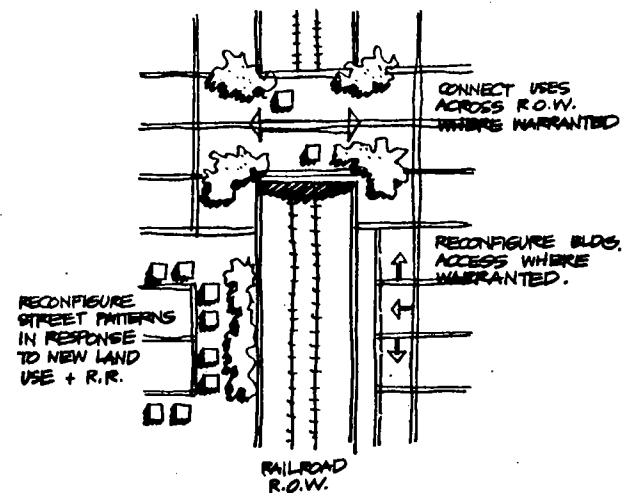 CONNECT USES
ACROSS R.O.W.
WHERE WARRANTED
RECONFIGURE BLDG.
ACCESS WHERE
WARRANTED.
RECONFIGURE
STREET PATTERNS
IN RESPONSE
TO NEW LAND
USE + R.R.
RAILROAD
R.O.W.